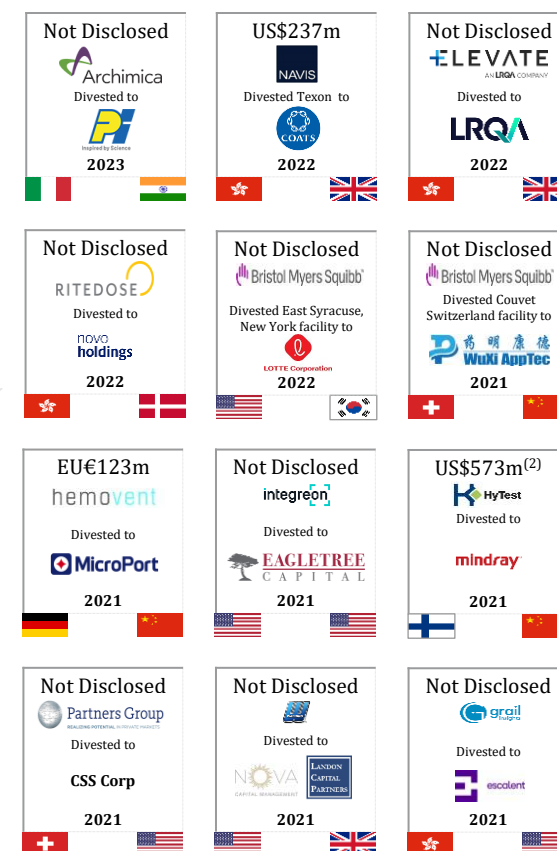 Not Disclosed
Archimica
Divested to
Pi
Inspired by Science
2023
US$237m
NAVIS
Divested Texon to
COATS
2022
Not Disclosed
ELEVATE
AN LRQA COMPANY
Divested to
LRQA
2022
Not Disclosed
RITEDOSE
Divested to
novo
holdings
2022
Not Disclosed
Bristol Myers Squibb
Divested East Syracuse,
New York facility to
LOTTE Corporation
2022
Not Disclosed
Bristol Myers Squibb
Divested Couvet
Switzerland facility to
药明康德
WuXi AppTec
2021
EU€123m
hemovent
Divested to
MicroPort
2021
Not Disclosed
integreon
Divested to
EAGLETREE
CAPITAL
2021
US$573m(2)
HyTest
Divested to
mindray
2021
Not Disclosed
Partners Group
REALIZING POTENTIAL IN PRIVATE MARKETS
Divested to
CSS Corp
2021
Not Disclosed
Divested to
NOVA
CAPITAL MANAGEMENT
LANDON
CAPITAL
PARTNERS
2021
Not Disclosed
grail
insights
Divested to
escalent
2021